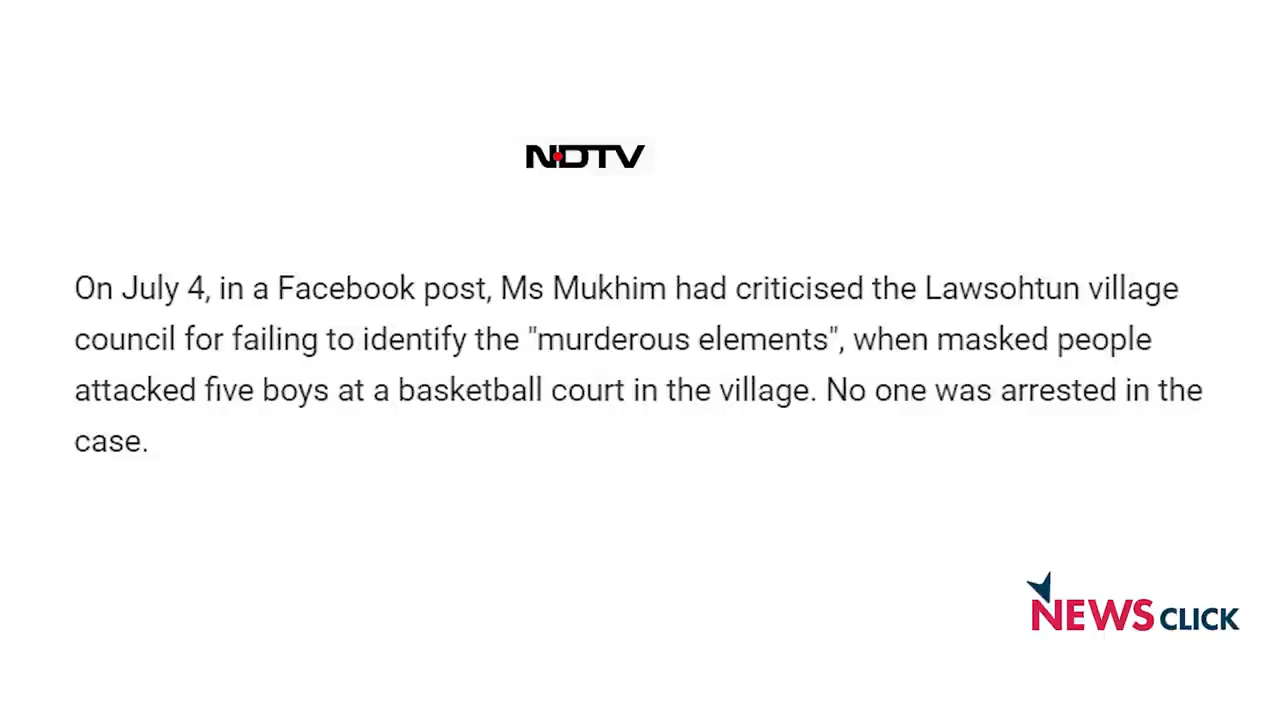 NDTV
On July 4, in a Facebook post, Ms Mukhim had criticised the Lawsohtun village
council for failing to identify the "murderous elements", when masked people
attacked five boys at a basketball court in the village. No one was arrested in the
case.
NEWSCLICK